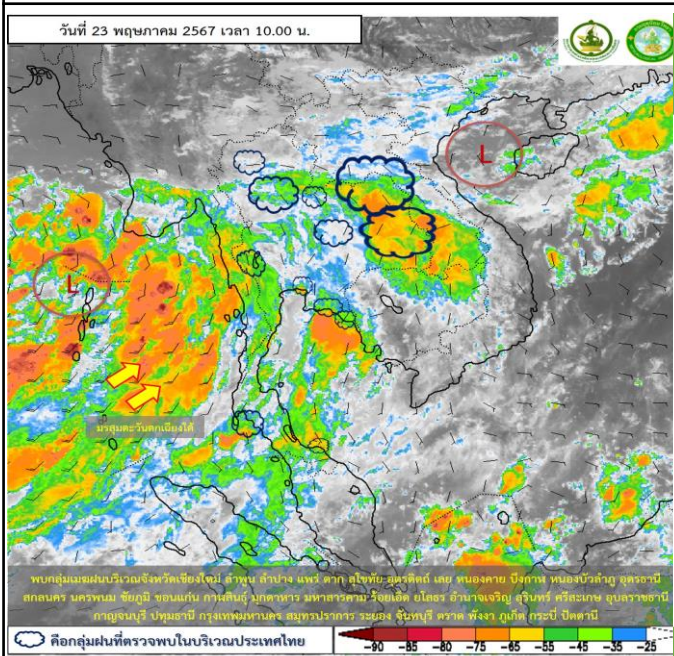 วันที่ 23 พฤษภาคม 2567 เวลา 10.00 น.
L
L
มรสุมตะวันตกเฉียงใต้
พบกลุ่มเมฆฝนบริเวณจังหวัดเชียงใหม่ ลำพูน ลำปาง แพร่ ตาก สุโขทัย อุตรดิตถ์ เลย หนองคาย บึงกาฬ หนองบัวลำภู อุดรธานี
สกลนคร นครพนม ชัยภูมิ ขอนแก่น กาฬสินธุ์ มุกดาหาร มหาสารคาม ร้อยเอ็ด ยโสธร อำนาจเจริญ สุรินทร์ ศรีสะเกษ อุบลราชธานี
กาญจนบุรี ปทุมธานี กรุงเทพมหานคร สมุทรปราการ ระยอง จันทบุรี ตราด พังงา ภูเก็ต กระบี่ ปัตตานี
คือกลุ่มฝนที่ตรวจพบในบริเวณประเทศไทย
-90 -85 -80 -75 -65 -55 -45 -35 -25